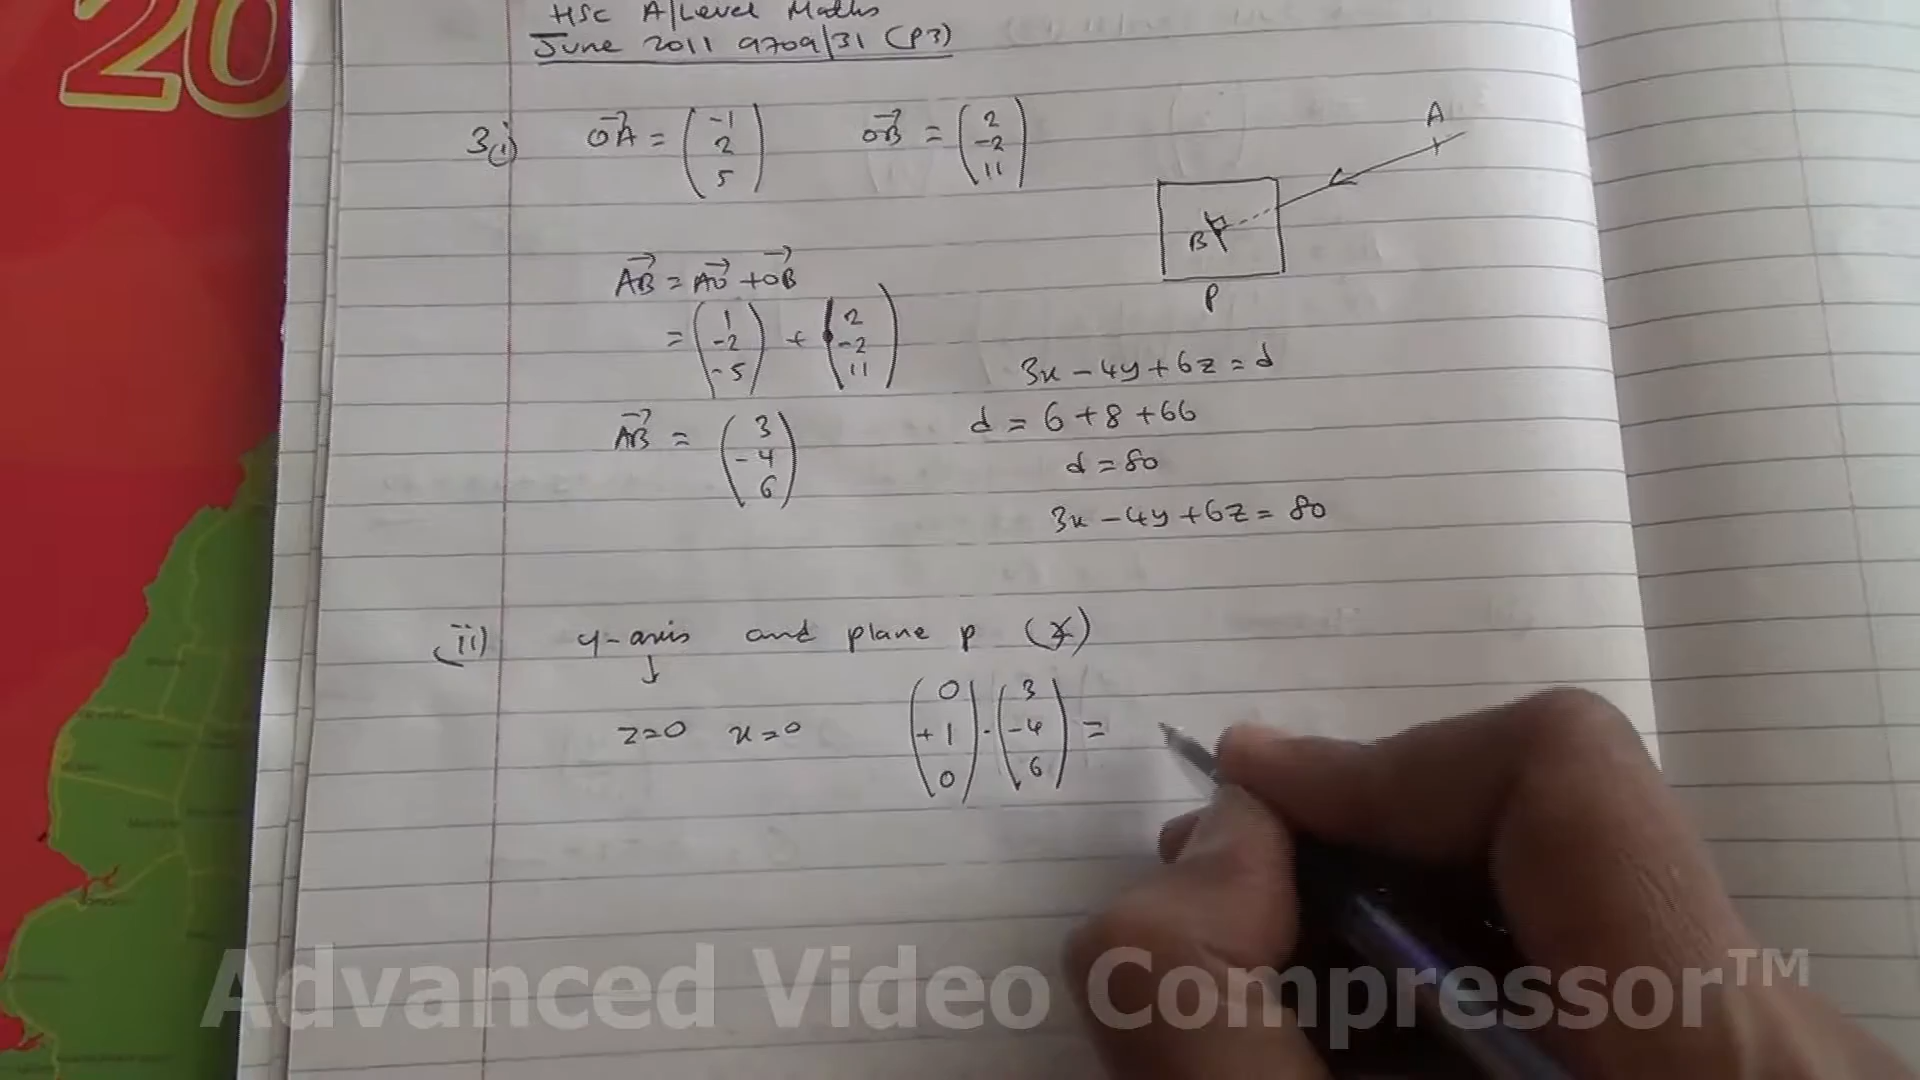 20
HSC A/Level Maths
June 2011 9709/31 (P3)
3(i) OA = (-1 2 5) OB = (2 -2 11)
A
B
P
AB = AO + OB
= (1 -2 -5) + (2 -2 11)
3x - 4y + 6z = d
AB = (3 -4 6)
d = 6 + 8 + 66
d = 80
3x - 4y + 6z = 80
(ii) y-axis and plane p
↓
z=0 x=0 (0 +1 0) · (3 -4 6) =
Advanced Video Compressor™